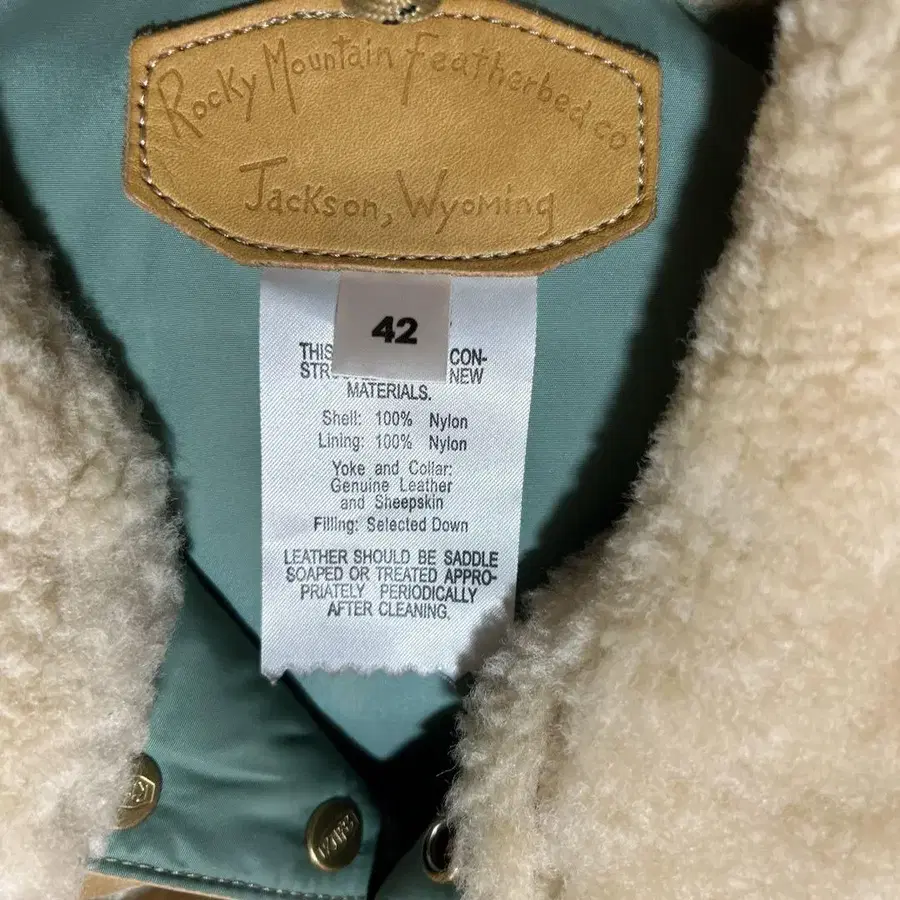 Rocky Mountain Featherbed co
Jackson, Wyoming
42
THIS CON-
NEW
MATERIALS.
Shell: 100% Nylon
Lining: 100% Nylon
Yoke and Collar:
Genuine Leather
and Sheepskin
Filling: Selected Down
LEATHER SHOULD BE SADDLE
SOAPED OR TREATED APPRO-
PRIATELY PERIODICALLY
AFTER CLEANING.